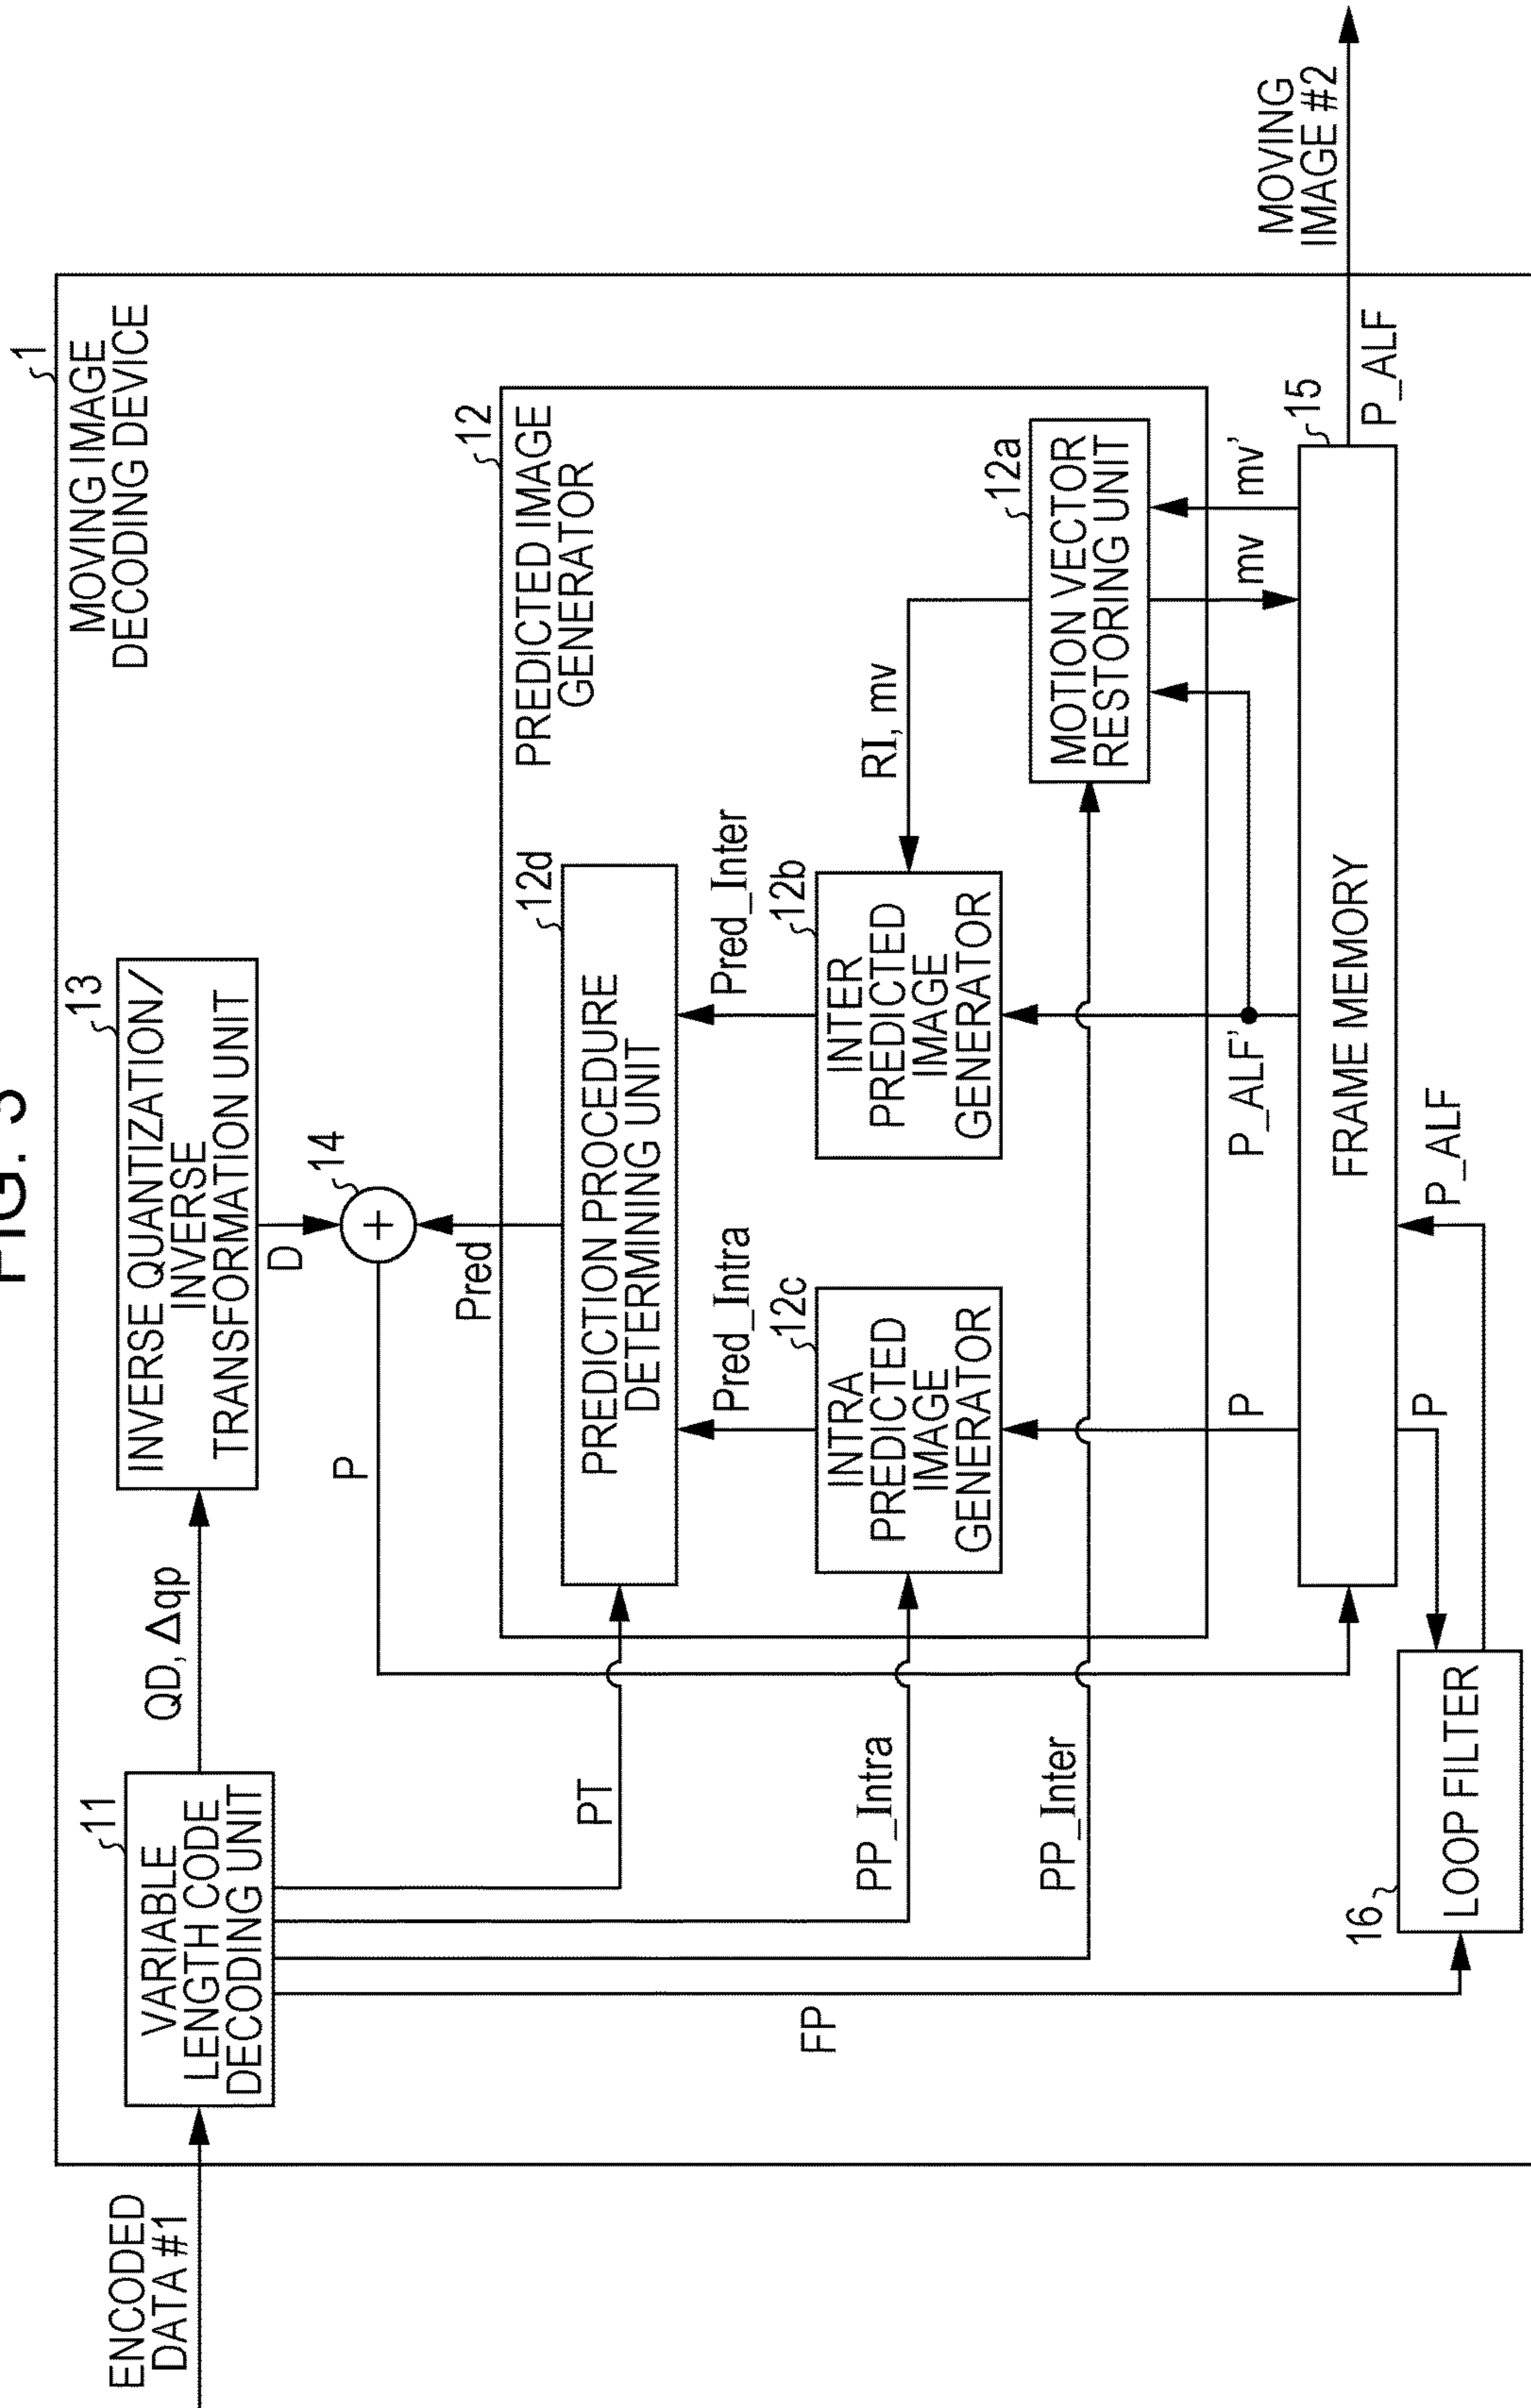 FIG.
1
MOVING IMAGE
DECODING DEVICE
ENCODED
DATA #1
11
VARIABLE
LENGTH CODE
DECODING UNIT
QD, Δqp
13
INVERSE QUANTIZATION/
INVERSE
TRANSFORMATION UNIT
D
14
+
P
Pred
12
PREDICTED IMAGE
GENERATOR
12d
PREDICTION PROCEDURE
DETERMINING UNIT
PT
Pred_Intra
Pred_Inter
12c
INTRA
PREDICTED
IMAGE
GENERATOR
12b
INTER
PREDICTED
IMAGE
GENERATOR
RI, mv
PP_Intra
12a
MOTION VECTOR
RESTORING UNIT
PP_Inter
FP
P
P_ALF'
mv
mv'
15
FRAME MEMORY
P_ALF
MOVING
IMAGE #2
P
P_ALF
16
LOOP FILTER